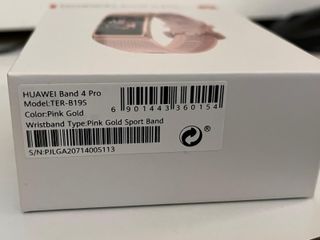 HUAWEI Band 4 Pro
Model:TER-B19S
Color:Pink Gold
Wristband Type:Pink Gold Sport Band
6 901443 360154
S/N:PJLGA20714005113
®